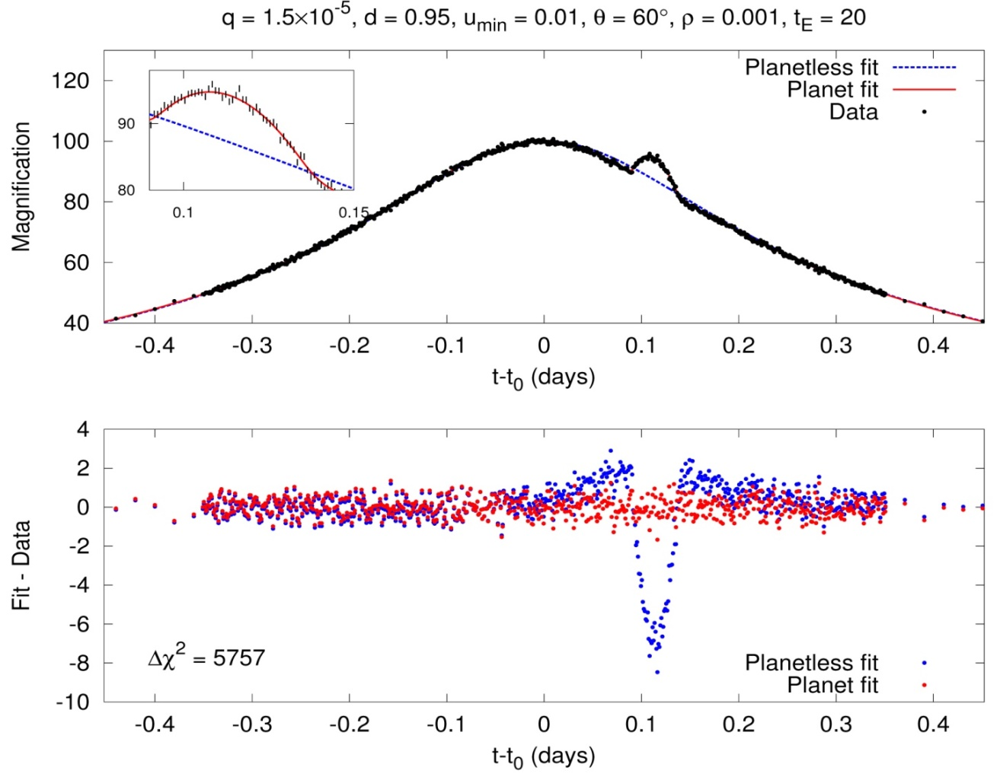 q = 1.5×10⁻⁵, d = 0.95, u_min = 0.01, θ = 60°, ρ = 0.001, t_E = 20
120
100
80
60
40
Magnification
90
80
0.1
0.15
Planetless fit
Planet fit
Data
-0.4 -0.3 -0.2 -0.1 0 0.1 0.2 0.3 0.4
t-t₀ (days)
4
2
0
-2
-4
-6
-8
-10
Fit - Data
Δχ² = 5757
Planetless fit
Planet fit
-0.4 -0.3 -0.2 -0.1 0 0.1 0.2 0.3 0.4
t-t₀ (days)